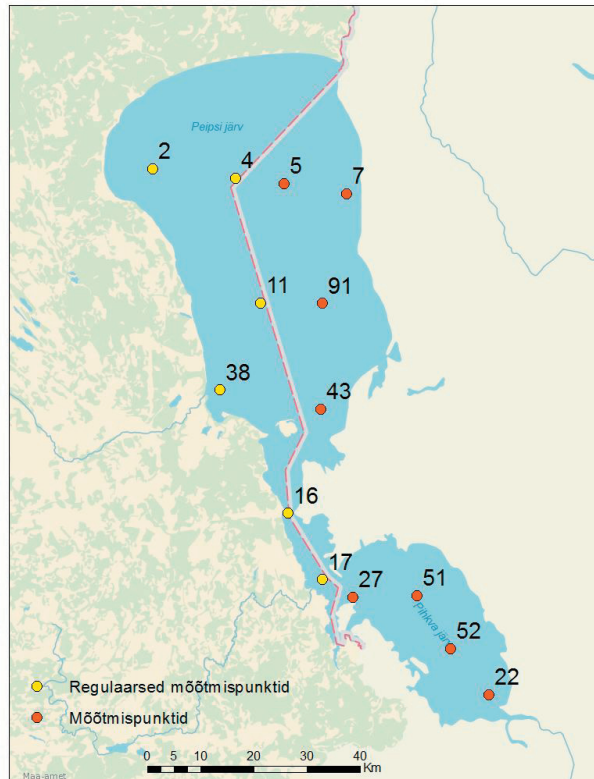 Peipsi järv
2
4
5
7
11
91
38
43
16
17
27
51
Pihkva järv
52
22
Regulaarsed mõõtmispunktid
Mõõtmispunktid
0 5 10 20 30 40
Km
Maa-amet